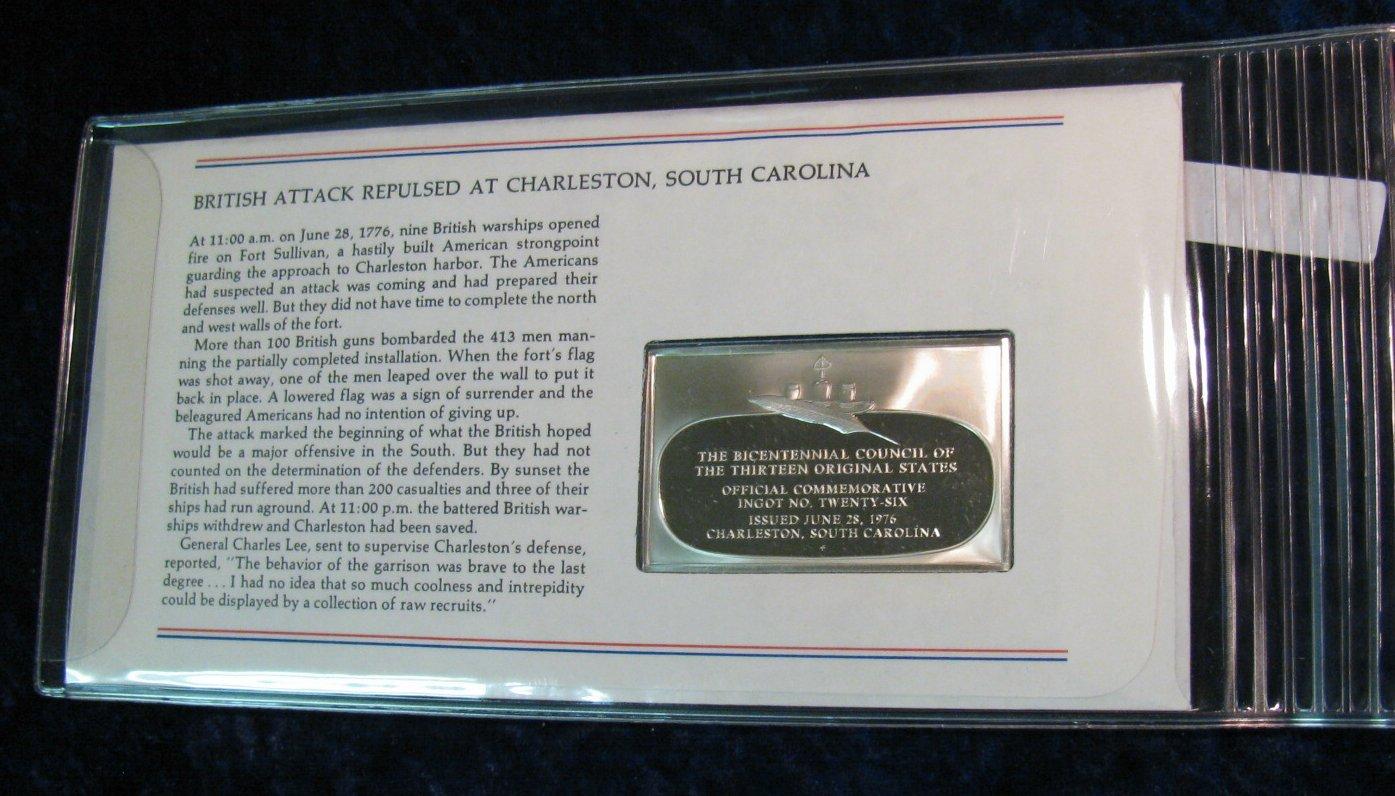 BRITISH ATTACK REPULSED AT CHARLESTON, SOUTH CAROLINA
At 11:00 a.m. on June 28, 1776, nine British warships opened
fire on Fort Sullivan, a hastily built American strongpoint
guarding the approach to Charleston harbor. The Americans
had suspected an attack was coming and had prepared their
defenses well. But they did not have time to complete the north
and west walls of the fort.
More than 100 British guns bombarded the 413 men man-
ning the partially completed installation. When the fort's flag
was shot away, one of the men leaped over the wall to put it
back in place. A lowered flag was a sign of surrender and the
beleagured Americans had no intention of giving up.
The attack marked the beginning of what the British hoped
would be a major offensive in the South. But they had not
counted on the determination of the defenders. By sunset the
British had suffered more than 200 casualties and three of their
ships had run aground. At 11:00 p.m. the battered British war-
ships withdrew and Charleston had been saved.
General Charles Lee, sent to supervise Charleston's defense,
reported, "The behavior of the garrison was brave to the last
degree . . . I had no idea that so much coolness and intrepidity
could be displayed by a collection of raw recruits."
THE BICENTENNIAL COUNCIL OF
THE THIRTEEN ORIGINAL STATES
OFFICIAL COMMEMORATIVE
INGOT NO. TWENTY-SIX
ISSUED JUNE 28, 1976
CHARLESTON, SOUTH CAROLINA